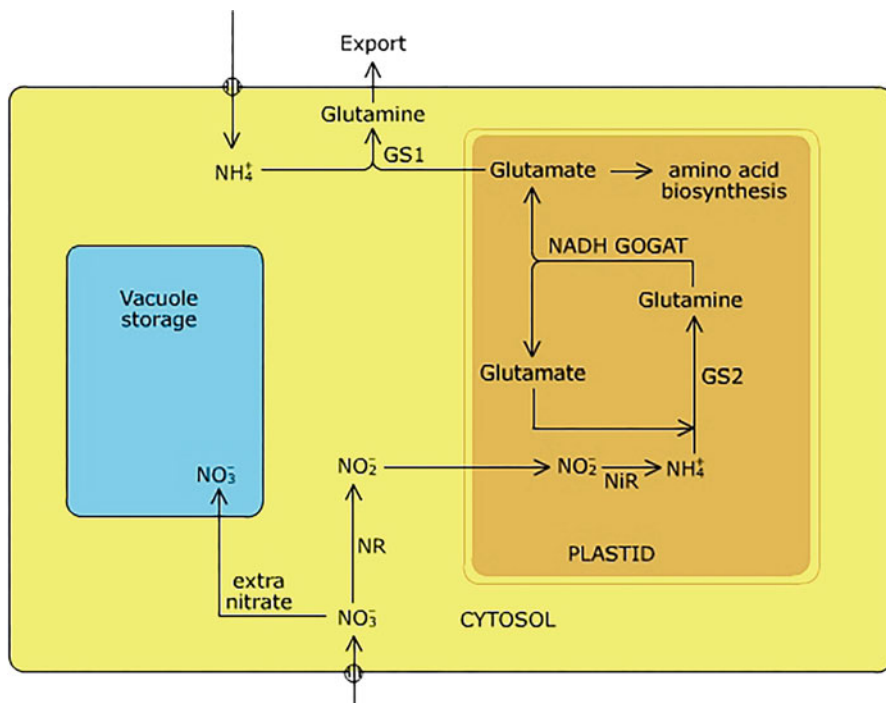 Export
Glutamine
GS1
NH₄⁺
Glutamate
amino acid
biosynthesis
NADH GOGAT
Vacuole
storage
Glutamine
Glutamate
GS2
NO₃⁻
NO₂⁻
NO₂⁻
NiR
NH₄⁺
NR
PLASTID
extra
nitrate
NO₃⁻
CYTOSOL